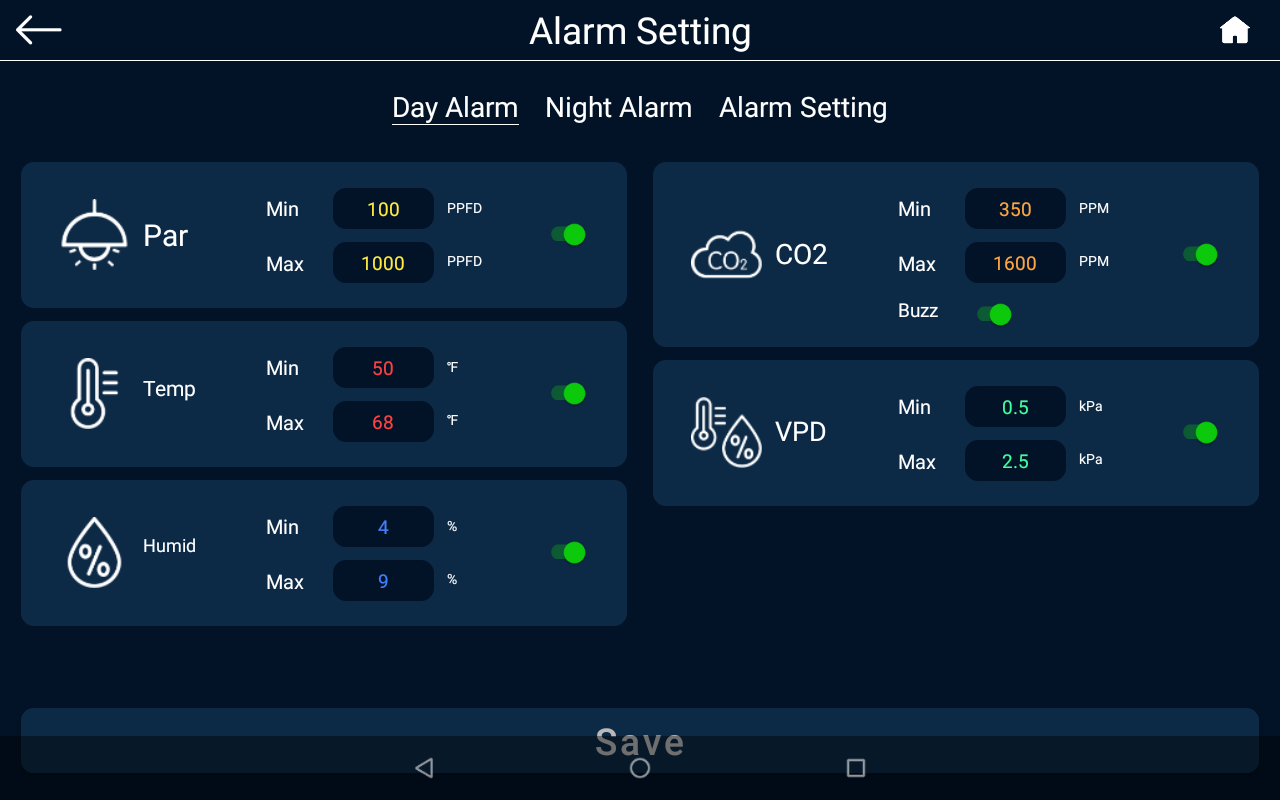 Alarm Setting
Day Alarm Night Alarm Alarm Setting
Par
Min 100 PPFD
Max 1000 PPFD
Temp
Min 50 °F
Max 68 °F
Humid
%
Min 4 %
Max 9 %
CO2
CO₂
Min 350 PPM
Max 1600 PPM
Buzz
VPD
%
Min 0.5 kPa
Max 2.5 kPa
Save